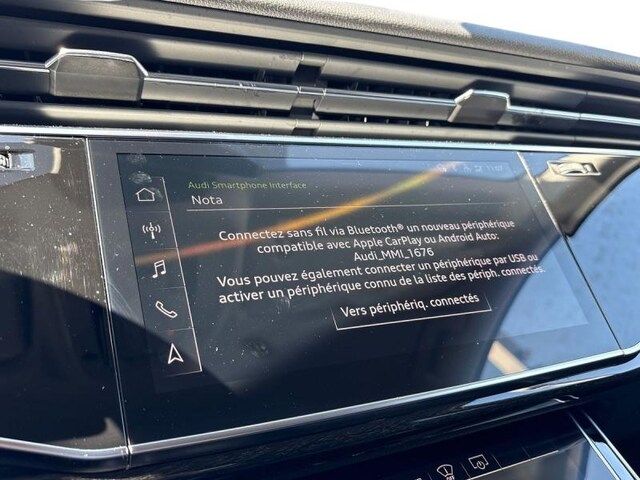 Audi Smartphone Interface
Nota
Connectez sans fil via Bluetooth® un nouveau périphérique
compatible avec Apple CarPlay ou Android Auto:
Audi_MMI_1676
Vous pouvez également connecter un périphérique par USB ou
activer un périphérique connu de la liste des périph. connectés.
Vers périphériq. connectés